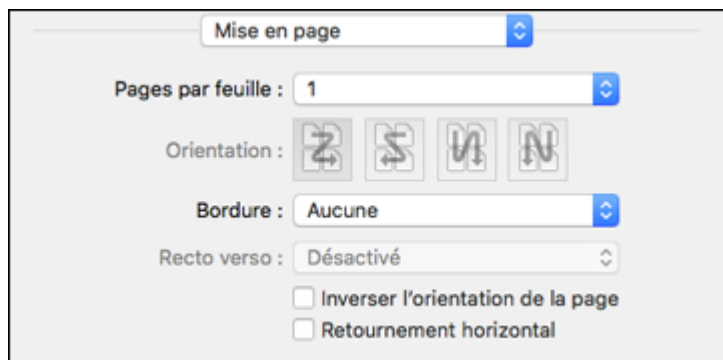 Mise en page
Pages par feuille : 1
Orientation :
Bordure : Aucune
Recto verso : Désactivé
Inverser l'orientation de la page
Retournement horizontal